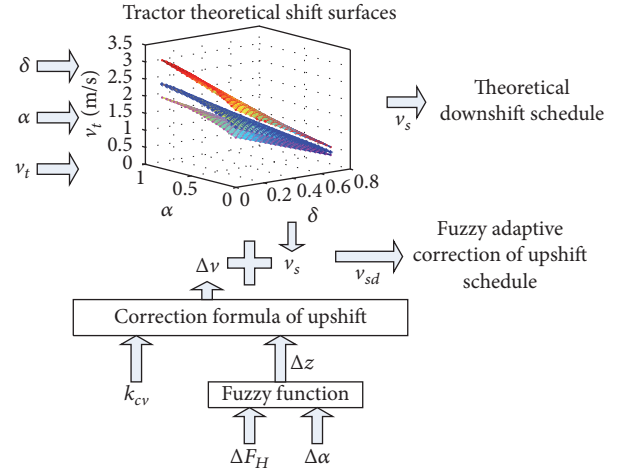 Tractor theoretical shift surfaces
3.5
3
2.5
2
1.5
1
0.5
0
v_t (m/s)
1
0.5
0
α
0
0.2
0.4
0.6
0.8
δ
δ
α
v_t
v_s
Theoretical
downshift schedule
Δv
v_s
v_sd
Fuzzy adaptive
correction of upshift
schedule
Correction formula of upshift
k_cv
Δz
Fuzzy function
ΔF_H
Δα